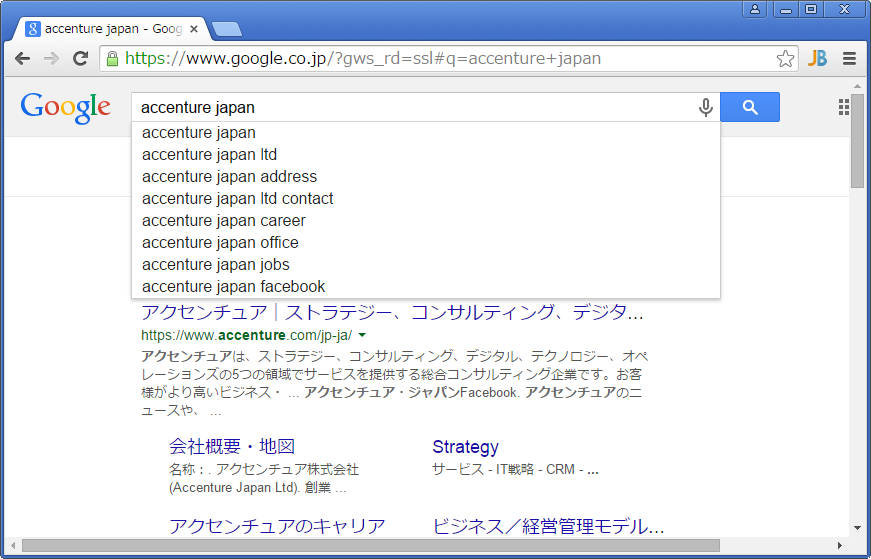 accenture japan - Goog
https://www.google.co.jp/?gws_rd=ssl#q=accenture+japan
JB
Google
accenture japan
accenture japan
accenture japan ltd
accenture japan address
accenture japan ltd contact
accenture japan career
accenture japan office
accenture japan jobs
accenture japan facebook
アクセンチュア｜ストラテジー、コンサルティング、デジタ...
https://www.accenture.com/jp-ja/
アクセンチュアは、ストラテジー、コンサルティング、デジタル、テクノロジー、オペ
レーションズの5つの領域でサービスを提供する総合コンサルティング企業です。お客
様がより高いビジネス・ ... アクセンチュア・ジャパンFacebook. アクセンチュアのニ
ュースや、 ...
会社概要・地図
名称：. アクセンチュア株式会社
(Accenture Japan Ltd). 創業 ...
Strategy
サービス - IT戦略 - CRM - ...
アクセンチュアのキャリア
ビジネス／経営管理モデル...